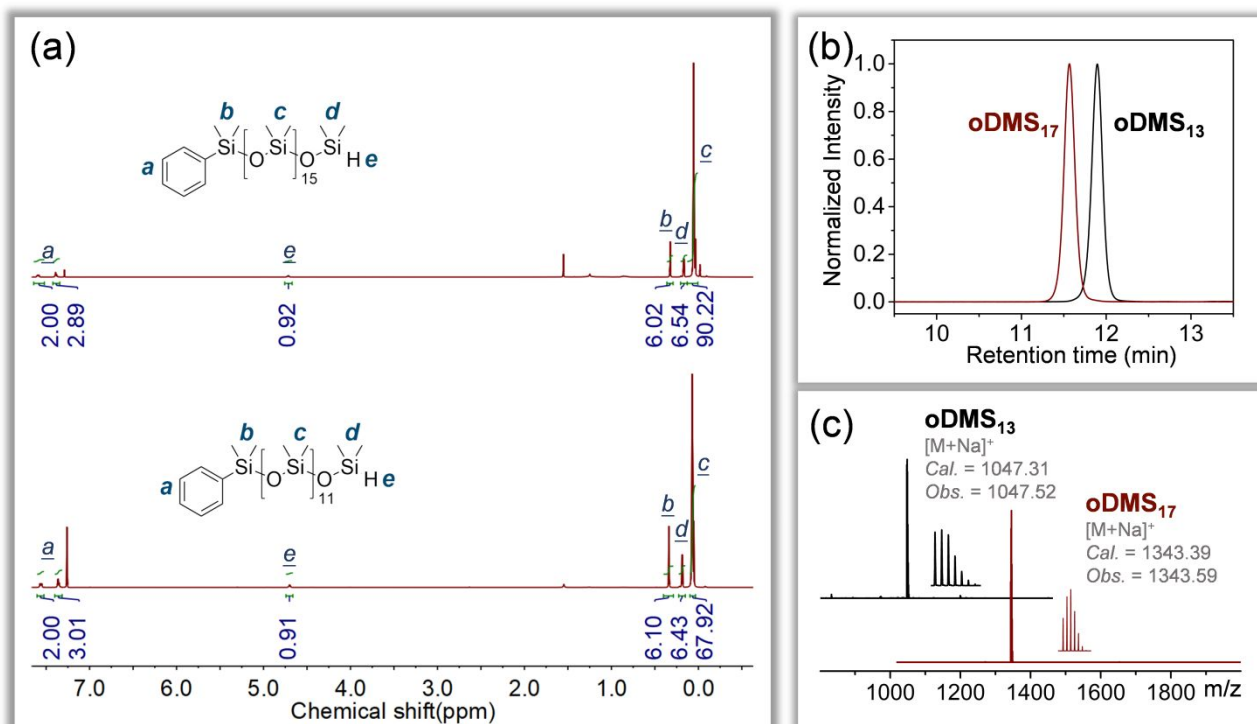 (a)
b c d
Si Si Si
O O H e
15
a
c
b
d
a e
2.00 2.89 0.92 6.02 6.54 90.22
b c d
Si Si Si
O O H e
11
a
c
b
d
a e
2.00 3.01 0.91 6.10 6.43 67.92
7.0 6.0 5.0 4.0 3.0 2.0 1.0 0.0
Chemical shift(ppm)
(b)
Normalized Intensity
1.0
0.8
0.6
0.4
0.2
0.0
oDMS17 oDMS13
10 11 12 13
Retention time (min)
(c)
oDMS13
[M+Na]+
Cal. = 1047.31
Obs. = 1047.52
oDMS17
[M+Na]+
Cal. = 1343.39
Obs. = 1343.59
1000 1200 1400 1600 1800 m/z